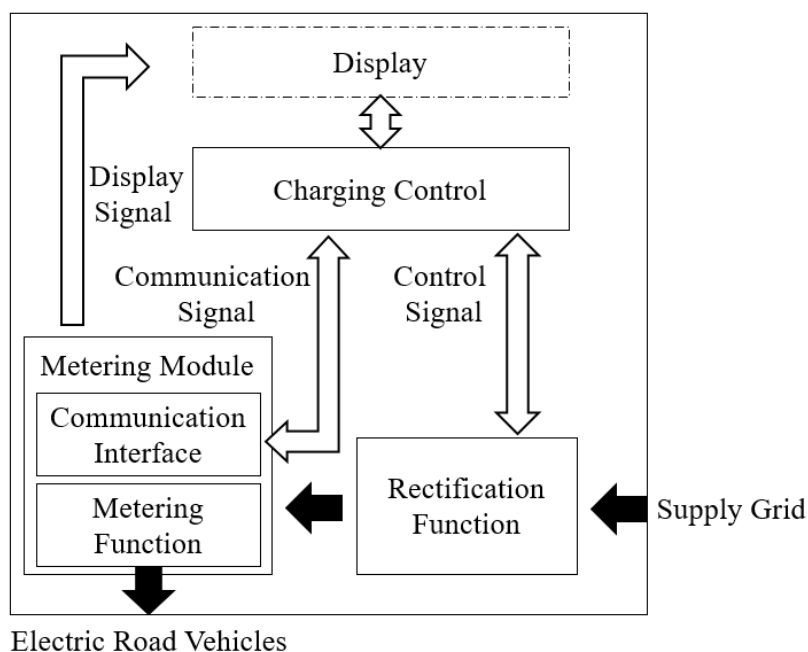 Display
Charging Control
Display
Signal
Communication
Signal
Control
Signal
Metering Module
Communication
Interface
Metering
Function
Rectification
Function
Supply Grid
Electric Road Vehicles